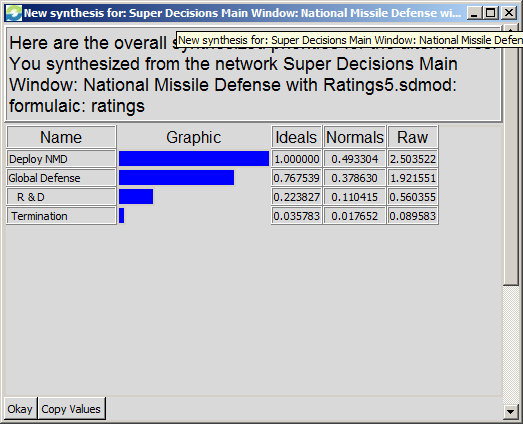 New synthesis for: Super Decisions Main Window: National Missile Defense wi...
New synthesis for: Super Decisions Main Window: National Missile Defen
Here are the overall
You synthesized from the network Super Decisions Main
Window: National Missile Defense with Ratings5.sdmod:
formulaic: ratings
Name Graphic Ideals Normals Raw
Deploy NMD 1.000000 0.493304 2.503522
Global Defense 0.767539 0.378630 1.921551
R & D 0.223827 0.110415 0.560355
Termination 0.035783 0.017652 0.089583
Okay Copy Values